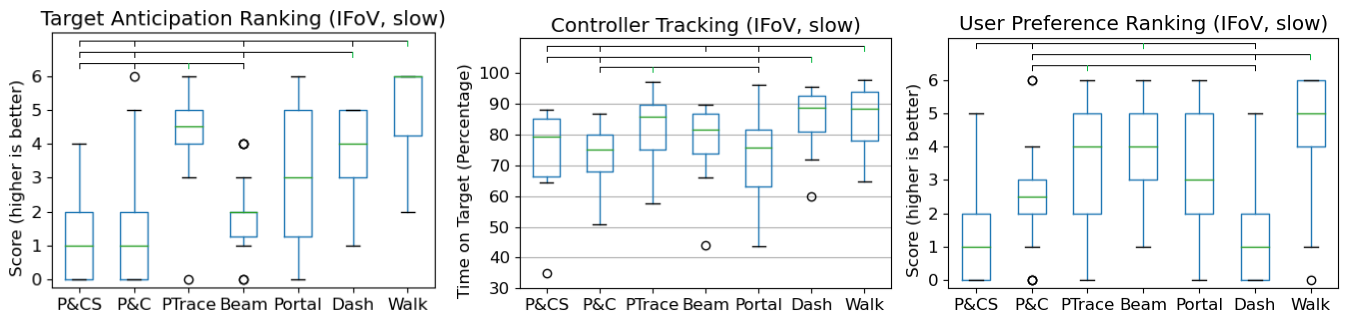 Target Anticipation Ranking (IFoV, slow)
Score (higher is better)
6
5
4
3
2
1
0
P&CS P&C PTrace Beam Portal Dash Walk
Controller Tracking (IFoV, slow)
Time on Target (Percentage)
100
90
80
70
60
50
40
30
P&CS P&C PTrace Beam Portal Dash Walk
User Preference Ranking (IFoV, slow)
Score (higher is better)
6
5
4
3
2
1
0
P&CS P&C PTrace Beam Portal Dash Walk